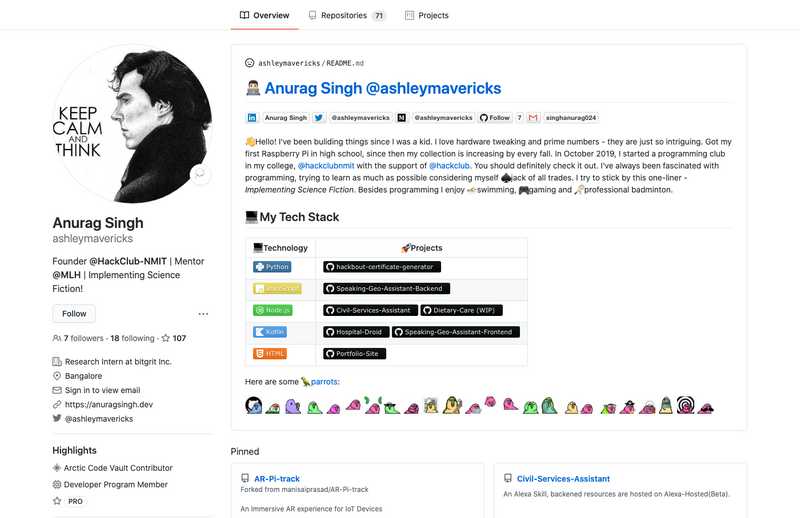 Overview Repositories 71 Projects
KEEP
CALM
AND
THINK
Anurag Singh
ashleymavericks
Founder @HackClub-NMIT | Mentor
@MLH | Implementing Science
Fiction!
Follow
7 followers · 18 following · 107
Research Intern at bitgrit Inc.
Bangalore
Sign in to view email
https://anuragsingh.dev
@ashleymavericks
Highlights
Arctic Code Vault Contributor
Developer Program Member
PRO
ashleymavericks/README.md
Anurag Singh @ashleymavericks
Anurag Singh @ashleymavericks @ashleymavericks Follow 7 singhanurag024
Hello! I've been buliding things since I was a kid. I love hardware tweaking and prime numbers - they are just so intriguing. Got my
first Raspberry Pi in high school, since then my collection is increasing by every fall. In October 2019, I started a programming club
in my college, @hackclubnmit with the support of @hackclub. You should definitely check it out. I've always been fascinated with
programming, trying to learn as much as possible considering myself jack of all trades. I try to stick by this one-liner -
Implementing Science Fiction. Besides programming I enjoy swimming, gaming and professional badminton.
My Tech Stack
Technology Projects
Python hackbout-certificate-generator
JavaScript Speaking-Geo-Assistant-Backend
Node.js Civil-Services-Assistant Dietary-Care (WIP)
Kotlin Hospital-Droid Speaking-Geo-Assistant-Frontend
HTML Portfolio-Site
Here are some parrots:
Pinned
AR-Pi-track
Forked from manisaiprasad/AR-Pi-track
An Immersive AR experience for IoT Devices
Civil-Services-Assistant
An Alexa Skill, backened resources are hosted on Alexa-Hosted(Beta).